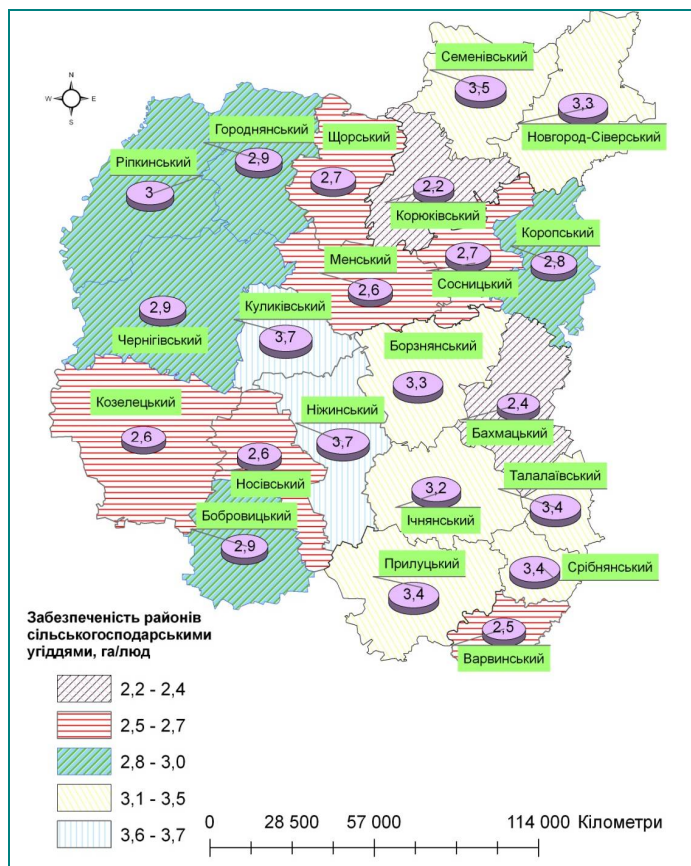 N
W E
S
Семенівський
3,5
3,3
Новгород-Сіверський
Городнянський
2,9
Щорський
2,7
Ріпкинський
3
2,2
Корюківський
Коропський
2,8
Менський
2,6
2,7
Сосницький
2,9
Чернігівський
Куликівський
3,7
Борзнянський
3,3
Козелецький
2,6
Ніжинський
3,7
2,4
Бахмацький
2,6
Носівський
Талалаївський
3,4
3,2
Ічнянський
Бобровицький
2,9
Прилуцький
3,4
3,4
Срібнянський
2,5
Варвинський
Забезпеченість районів
сільськогосподарськими
угіддями, га/люд
2,2 - 2,4
2,5 - 2,7
2,8 - 3,0
3,1 - 3,5
3,6 - 3,7
0 28 500 57 000 114 000 Кілометри